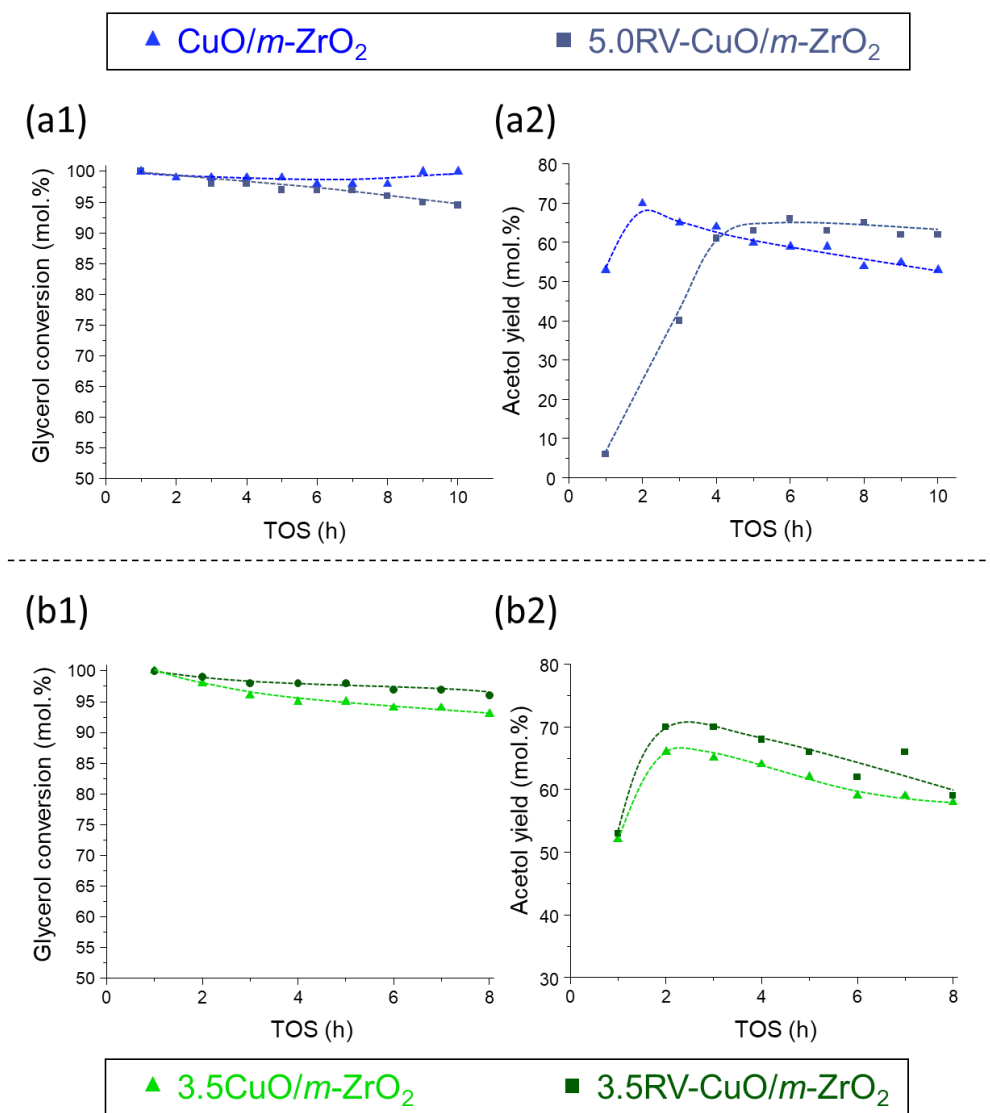 CuO/m-ZrO₂ 5.0RV-CuO/m-ZrO₂
(a1) (a2)
Glycerol conversion (mol.%)
100
95
90
85
80
75
70
65
60
55
50
0 2 4 6 8 10
TOS (h)
Acetol yield (mol.%)
80
70
60
50
40
30
20
10
0
0 2 4 6 8 10
TOS (h)
(b1) (b2)
Glycerol conversion (mol.%)
100
95
90
85
80
75
70
65
60
55
50
0 2 4 6 8
TOS (h)
Acetol yield (mol.%)
80
70
60
50
40
30
0 2 4 6 8
TOS (h)
3.5CuO/m-ZrO₂ 3.5RV-CuO/m-ZrO₂